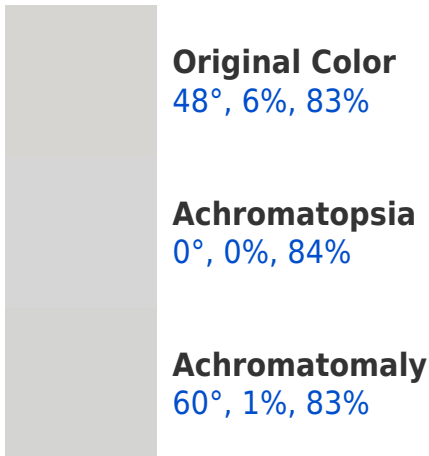 Original Color
48°, 6%, 83%
Achromatopsia
0°, 0%, 84%
Achromatomaly
60°, 1%, 83%